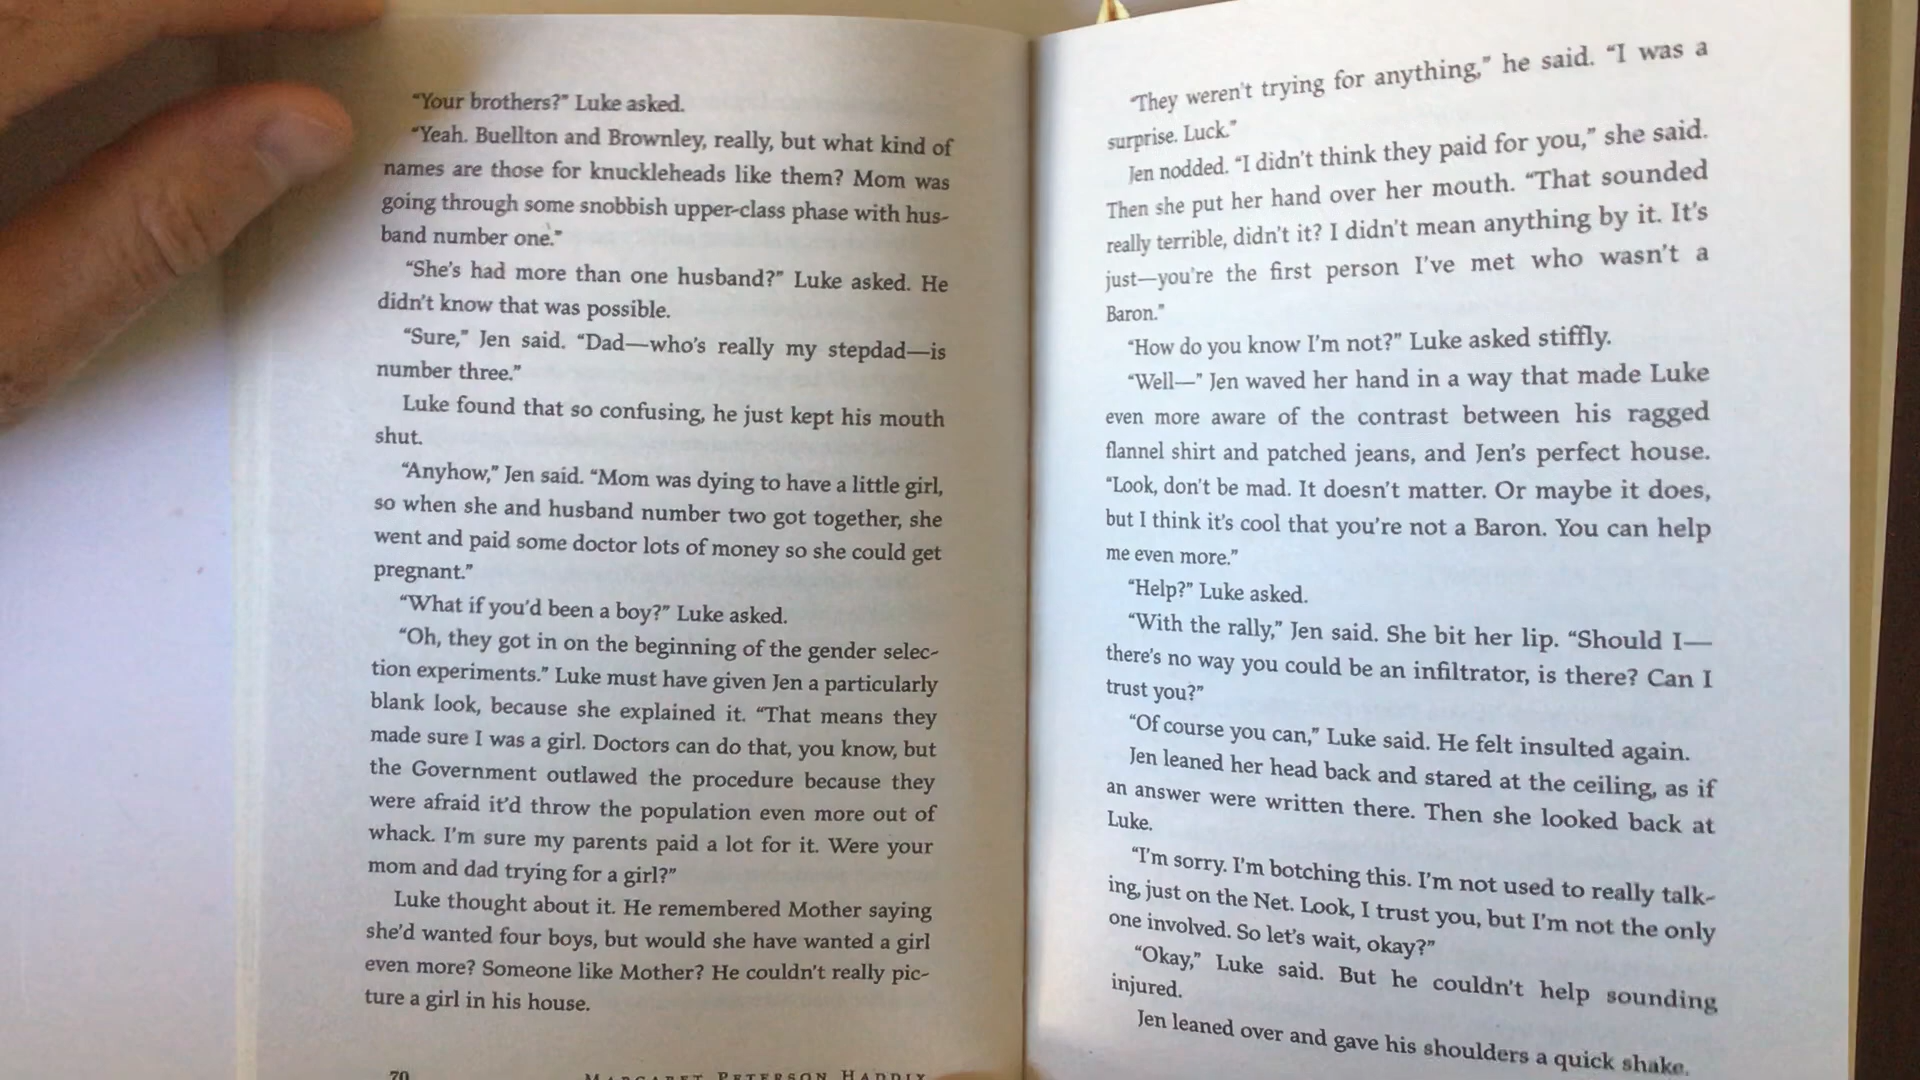 “Your brothers?” Luke asked.
“Yeah. Buellton and Brownley, really, but what kind of
names are those for knuckleheads like them? Mom was
going through some snobbish upper-class phase with hus-
band number one.”
“She’s had more than one husband?” Luke asked. He
didn’t know that was possible.
“Sure,” Jen said. “Dad—who’s really my stepdad—is
number three.”
Luke found that so confusing, he just kept his mouth
shut.
“Anyhow,” Jen said. “Mom was dying to have a little girl,
so when she and husband number two got together, she
went and paid some doctor lots of money so she could get
pregnant.”
“What if you’d been a boy?” Luke asked.
“Oh, they got in on the beginning of the gender selec-
tion experiments.” Luke must have given Jen a particularly
blank look, because she explained it. “That means they
made sure I was a girl. Doctors can do that, you know, but
the Government outlawed the procedure because they
were afraid it’d throw the population even more out of
whack. I’m sure my parents paid a lot for it. Were your
mom and dad trying for a girl?”
Luke thought about it. He remembered Mother saying
she’d wanted four boys, but would she have wanted a girl
even more? Someone like Mother? He couldn’t really pic-
ture a girl in his house.
70 MARGARET PETERSON HADDIX
“They weren’t trying for anything,” he said. “I was a
surprise. Luck.”
Jen nodded. “I didn’t think they paid for you,” she said.
Then she put her hand over her mouth. “That sounded
really terrible, didn’t it? I didn’t mean anything by it. It’s
just—you’re the first person I’ve met who wasn’t a
Baron.”
“How do you know I’m not?” Luke asked stiffly.
“Well—” Jen waved her hand in a way that made Luke
even more aware of the contrast between his ragged
flannel shirt and patched jeans, and Jen’s perfect house.
“Look, don’t be mad. It doesn’t matter. Or maybe it does,
but I think it’s cool that you’re not a Baron. You can help
me even more.”
“Help?” Luke asked.
“With the rally,” Jen said. She bit her lip. “Should I—
there’s no way you could be an infiltrator, is there? Can I
trust you?”
“Of course you can,” Luke said. He felt insulted again.
Jen leaned her head back and stared at the ceiling, as if
an answer were written there. Then she looked back at
Luke.
“I’m sorry. I’m botching this. I’m not used to really talk-
ing, just on the Net. Look, I trust you, but I’m not the only
one involved. So let’s wait, okay?”
“Okay,” Luke said. But he couldn’t help sounding
injured.
Jen leaned over and gave his shoulders a quick shake.